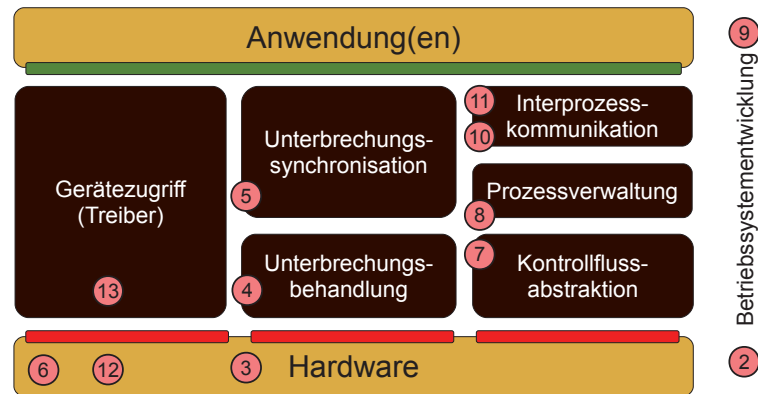 Anwendung(en)
9
11
Interprozess-
kommunikation
10
Unterbrechungs-
synchronisation
5
Gerätezugriff
(Treiber)
13
Prozessverwaltung
8
7
Kontrollfluss-
abstraktion
Unterbrechungs-
behandlung
4
Betriebssystementwicklung
6
12
3
Hardware
2